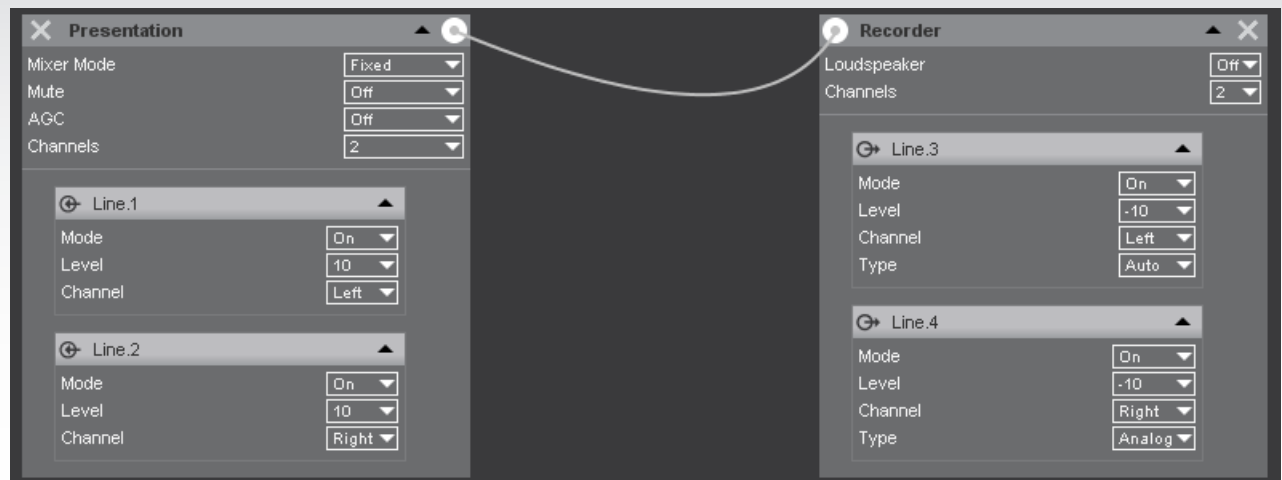 Presentation
Mixer Mode Fixed
Mute Off
AGC Off
Channels 2
Line.1
Mode On
Level 10
Channel Left
Line.2
Mode On
Level 10
Channel Right
Recorder
Loudspeaker Off
Channels 2
Line.3
Mode On
Level -10
Channel Left
Type Auto
Line.4
Mode On
Level -10
Channel Right
Type Analog